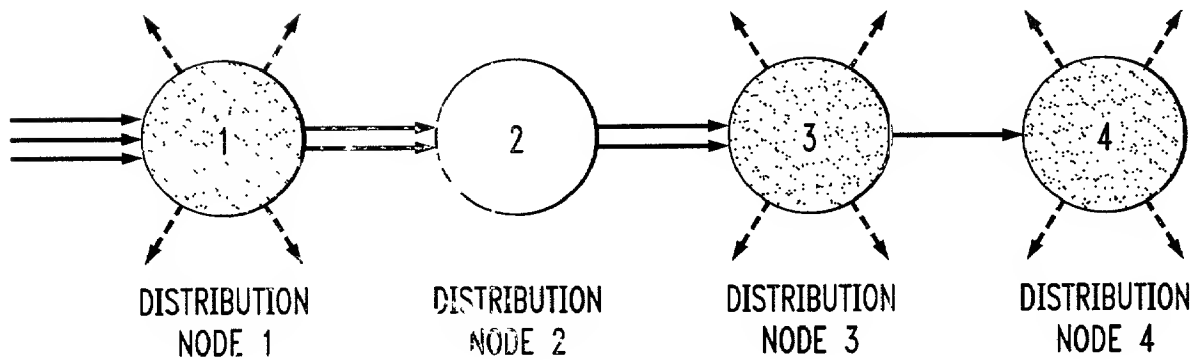 1
2
3
4
DISTRIBUTION
NODE 1
DISTRIBUTION
NODE 2
DISTRIBUTION
NODE 3
DISTRIBUTION
NODE 4